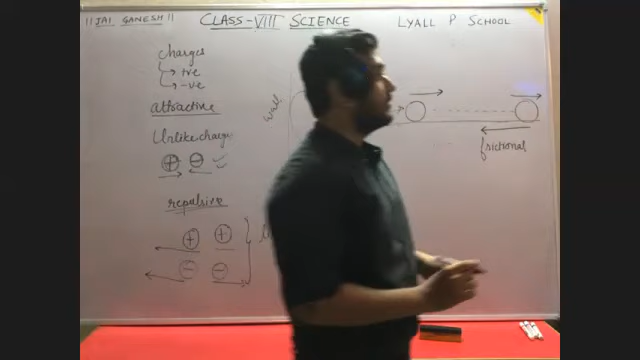 ||JAI GANESH||
CLASS-VIII SCIENCE
LYALL P SCHOOL
Charges
→ +ve
→ -ve
attractive
Unlike charge
+ -
repulsive
+ +
- -
Wall
frictional